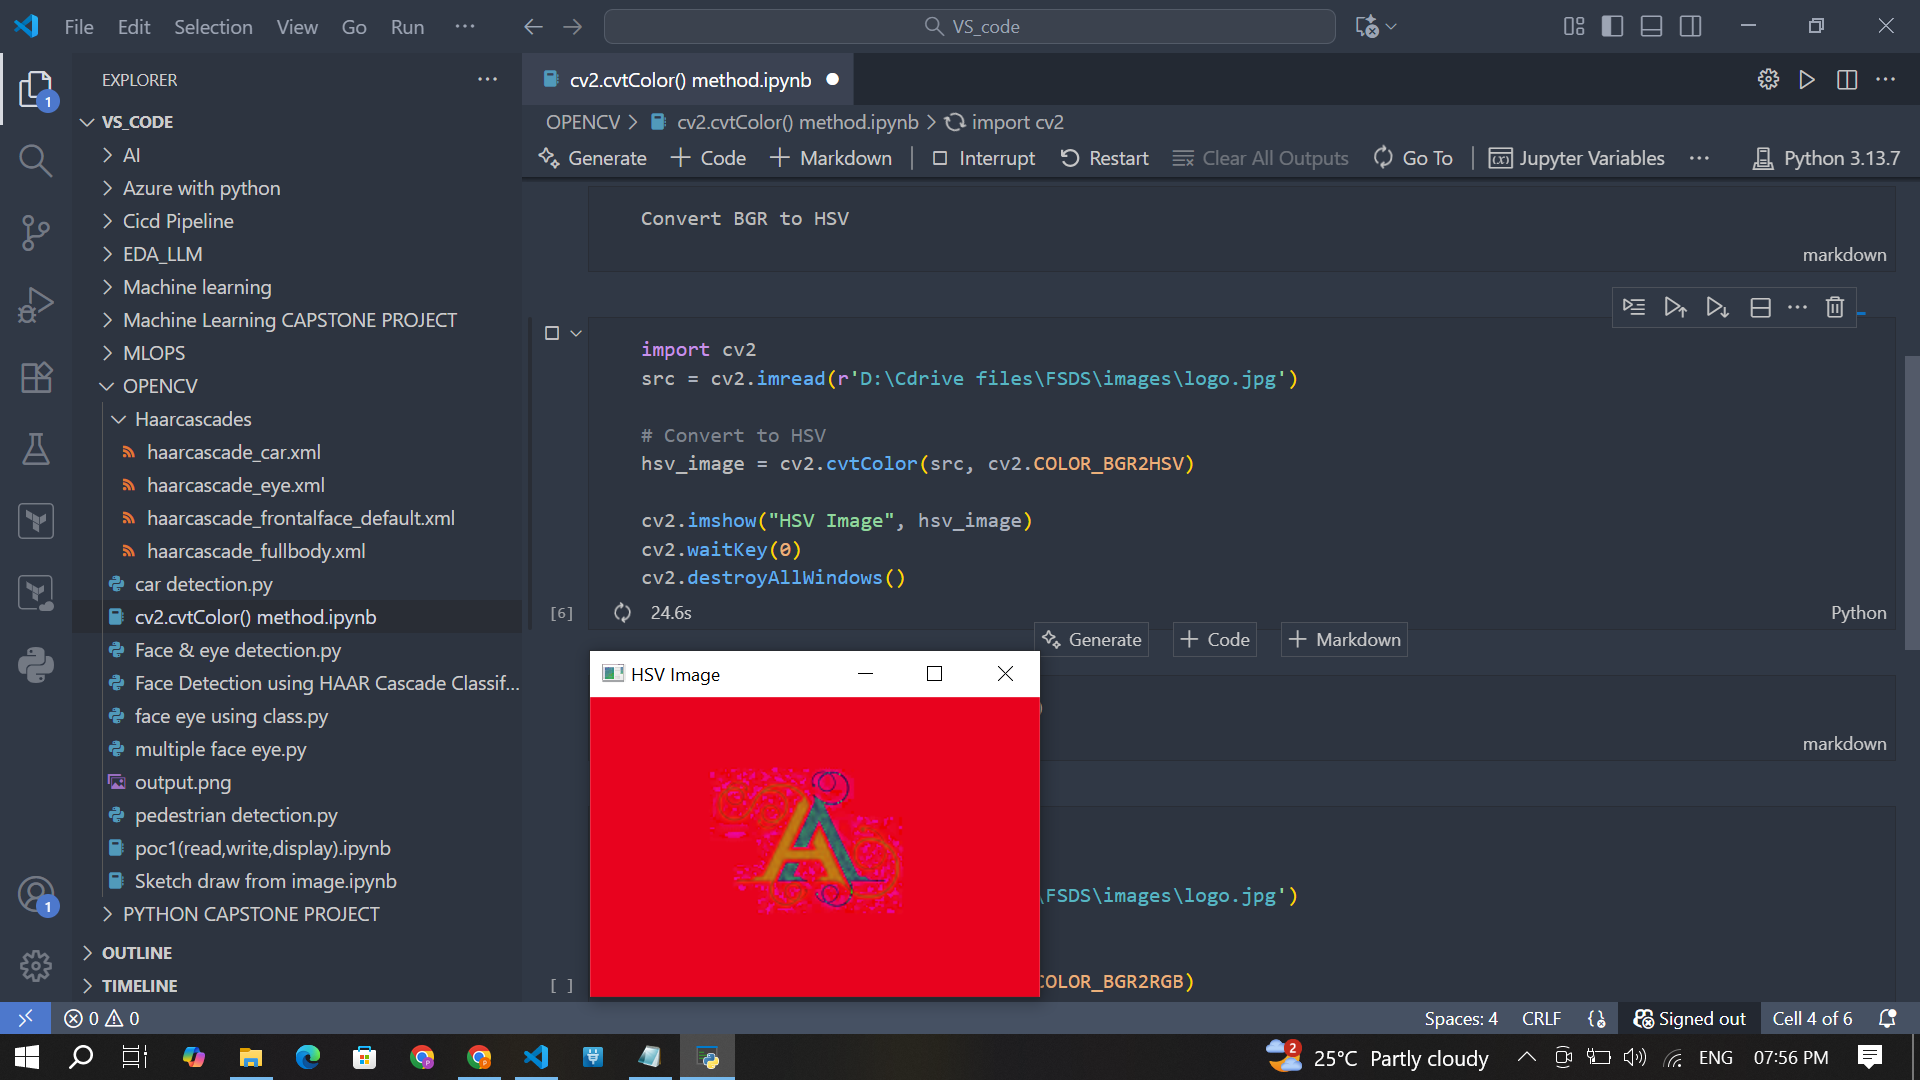 File Edit Selection View Go Run ···
VS_code
EXPLORER ···
1
VS_CODE
AI
Azure with python
Cicd Pipeline
EDA_LLM
Machine learning
Machine Learning CAPSTONE PROJECT
MLOPS
OPENCV
Haarcascades
haarcascade_car.xml
haarcascade_eye.xml
haarcascade_frontalface_default.xml
haarcascade_fullbody.xml
car detection.py
cv2.cvtColor() method.ipynb
Face & eye detection.py
Face Detection using HAAR Cascade Classif...
face eye using class.py
multiple face eye.py
output.png
pedestrian detection.py
poc1(read,write,display).ipynb
Sketch draw from image.ipynb
PYTHON CAPSTONE PROJECT
OUTLINE
TIMELINE
1
cv2.cvtColor() method.ipynb
OPENCV > cv2.cvtColor() method.ipynb > import cv2
Generate + Code + Markdown | Interrupt Restart Clear All Outputs Go To | Jupyter Variables ··· Python 3.13.7
Convert BGR to HSV
markdown
import cv2
src = cv2.imread(r'D:\Cdrive files\FSDS\images\logo.jpg')
# Convert to HSV
hsv_image = cv2.cvtColor(src, cv2.COLOR_BGR2HSV)
cv2.imshow("HSV Image", hsv_image)
cv2.waitKey(0)
cv2.destroyAllWindows()
[6] 24.6s Python
Generate + Code + Markdown
HSV Image
A
)
markdown
\FSDS\images\logo.jpg')
COLOR_BGR2RGB)
[ ]
0 0 Spaces: 4 CRLF Signed out Cell 4 of 6
2 25°C Partly cloudy ENG 07:56 PM